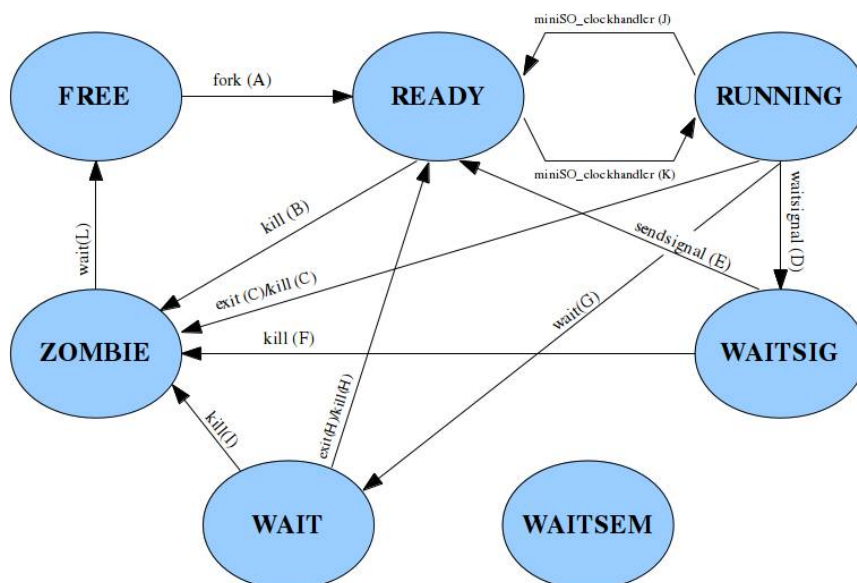 miniSO_clockhandler (J)
FREE
fork (A)
READY
RUNNING
miniSO_clockhandler (K)
wait(L)
kill (B)
exit (C)/kill (C)
sendsignal (E)
waitsignal (D)
wait(G)
ZOMBIE
kill (F)
WAITSIG
kill(I)
exit(H)/kill(H)
WAIT
WAITSEM